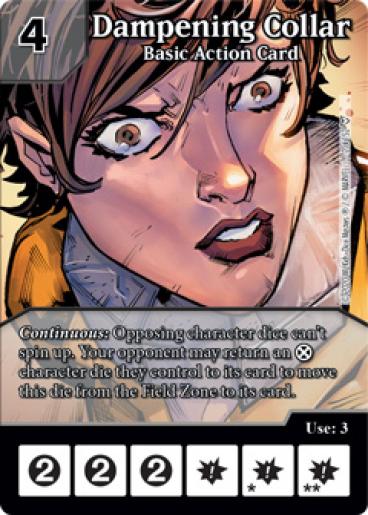 4
Dampening Collar
Basic Action Card
Continuous: Opposing character dice can't
spin up. Your opponent may return an
character die they control to its card to move
this die from the Field Zone to its card.
Use: 3
2 2 2 ! ! !
* **